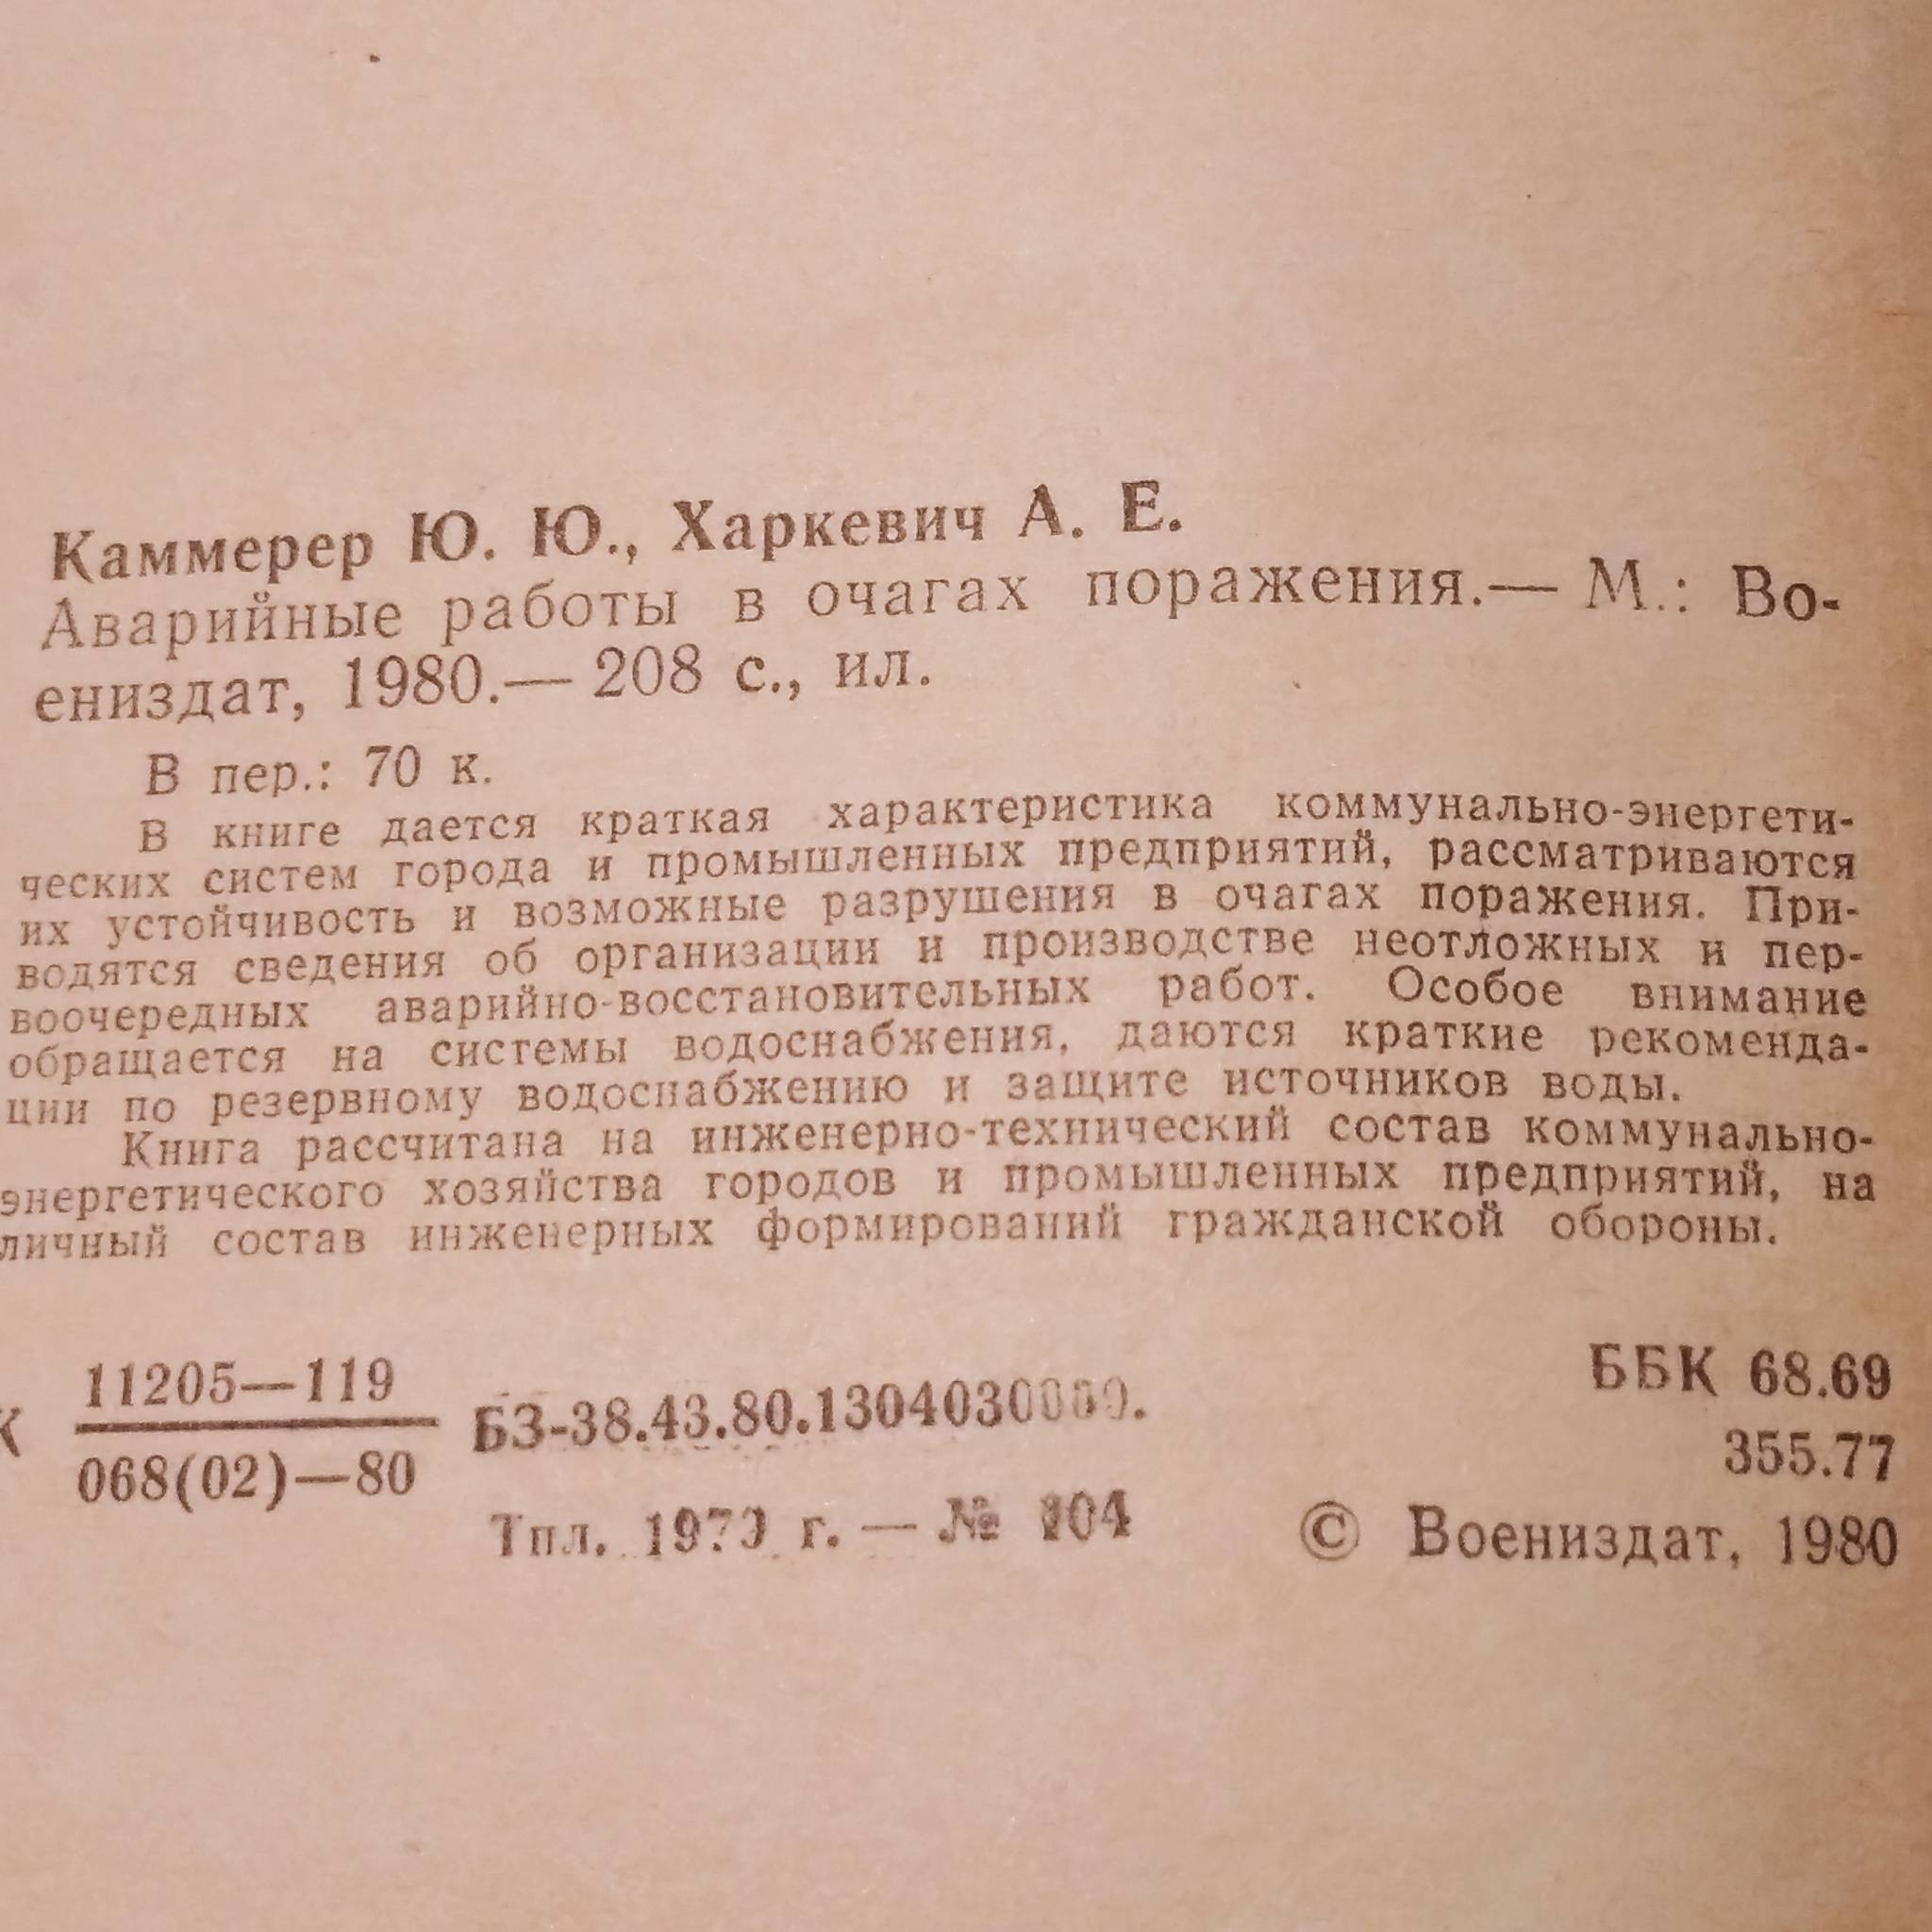 Каммерер Ю. Ю., Харкевич А. Е.
Аварийные работы в очагах поражения.— М.: Во-
ениздат, 1980.— 208 с., ил.
В пер.: 70 к.
В книге дается краткая характеристика коммунально-энергети-
ческих систем города и промышленных предприятий, рассматриваются
их устойчивость и возможные разрушения в очагах поражения. При-
водятся сведения об организации и производстве неотложных и пер-
воочередных аварийно-восстановительных работ. Особое внимание
обращается на системы водоснабжения, даются краткие рекоменда-
ции по резервному водоснабжению и защите источников воды.
Книга рассчитана на инженерно-технический состав коммунально-
энергетического хозяйства городов и промышленных предприятий, на
личный состав инженерных формирований гражданской обороны.
11205—119
068(02)—80
ББК 68.69
355.77
Тпл. 1979 г. — №
© Воениздат, 1980